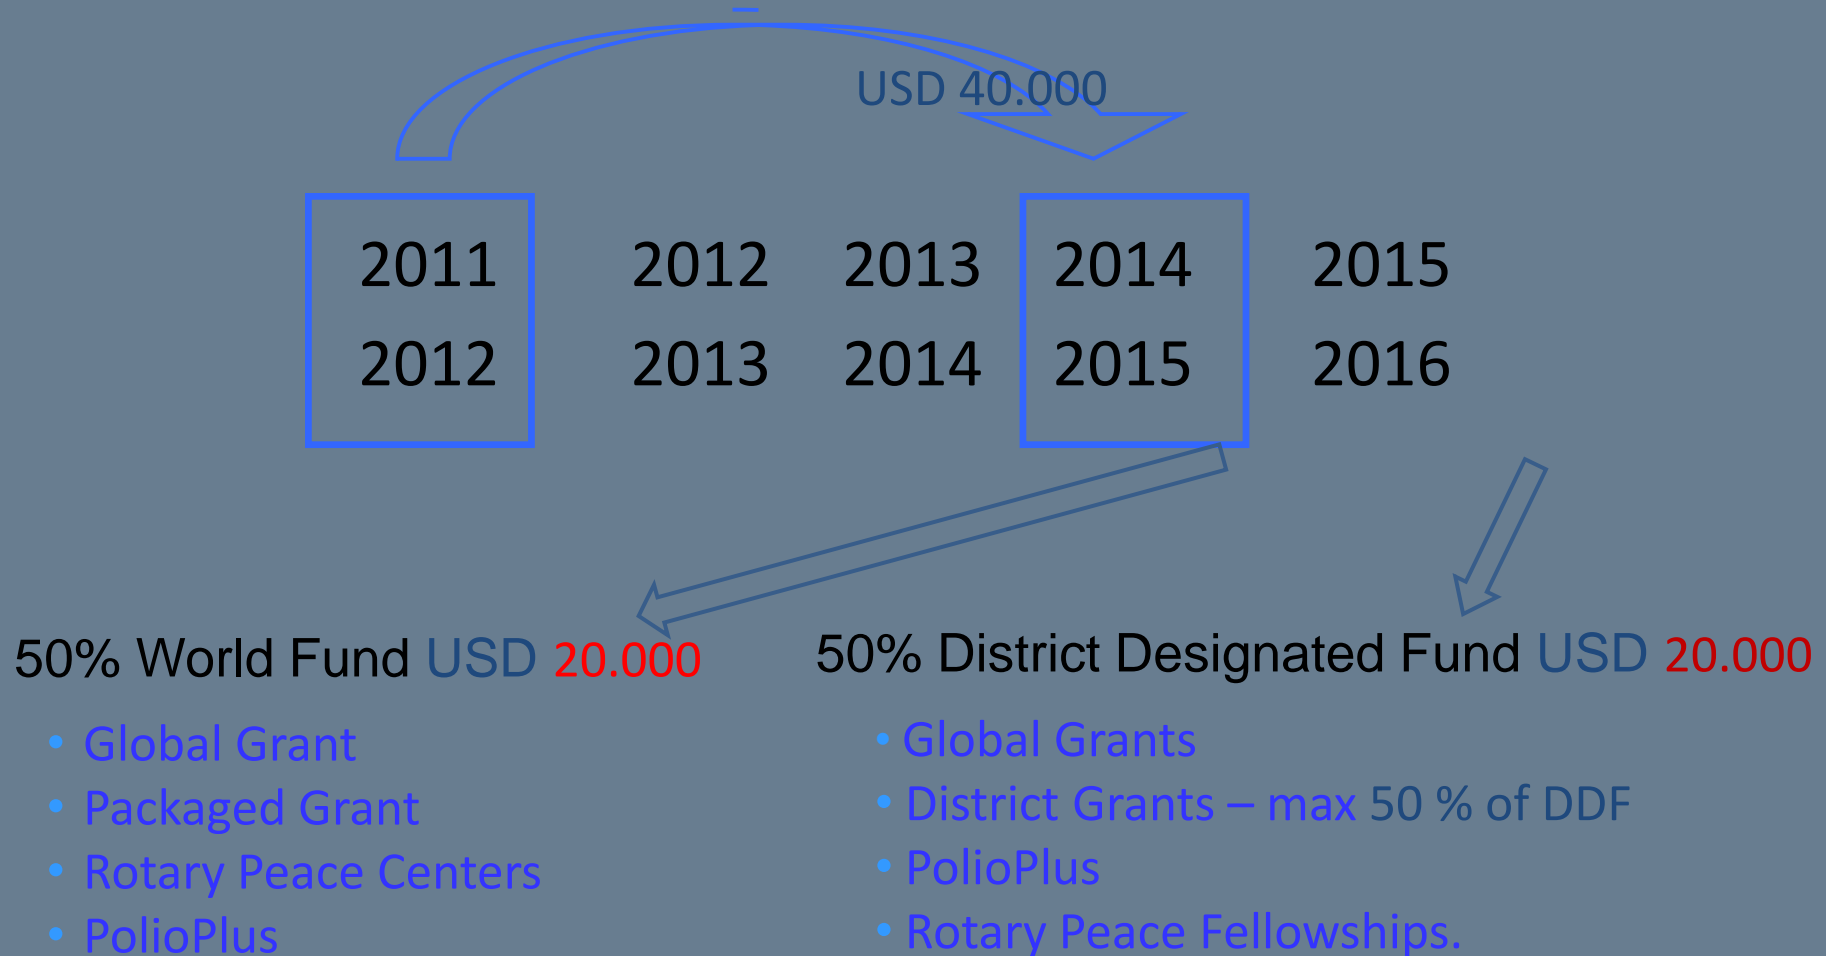 USD 40.000
2011 2012 2013 2014 2015
2012 2013 2014 2015 2016
50% World Fund USD 20.000
• Global Grant
• Packaged Grant
• Rotary Peace Centers
• PolioPlus
50% District Designated Fund USD 20.000
• Global Grants
• District Grants – max 50 % of DDF
• PolioPlus
• Rotary Peace Fellowships.